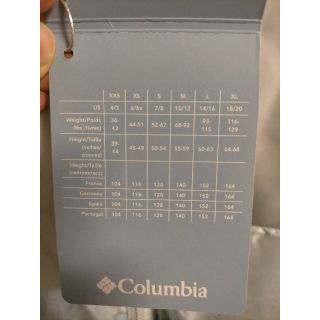 XXS XS S M L XL
US 4/5 6/6x 7/8 10/12 14/16 18/20
Weight/Poids (lbs./livres) 36-43 44-51 52-67 68-92 93-115 116-129
Height/Taille (inches/pouces) 39-44 45-49 50-54 55-59 60-63 64-68
Height/Taille (centimeters)
France 104 116 128 140 152 164
Germany 104 116 128 140 152 164
Spain 104 116 128 140 152 164
Portugal 104 116 128 140 152 164
Columbia